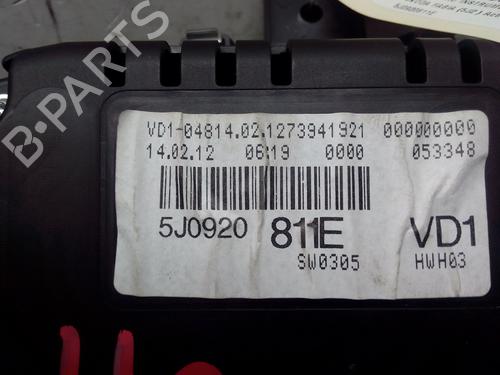 B-Parts
VD1-04814.02.1273941921 000000000
14.02.12 06:19 0000 053348
5J0920 811E VD1
SW0305 HWH03